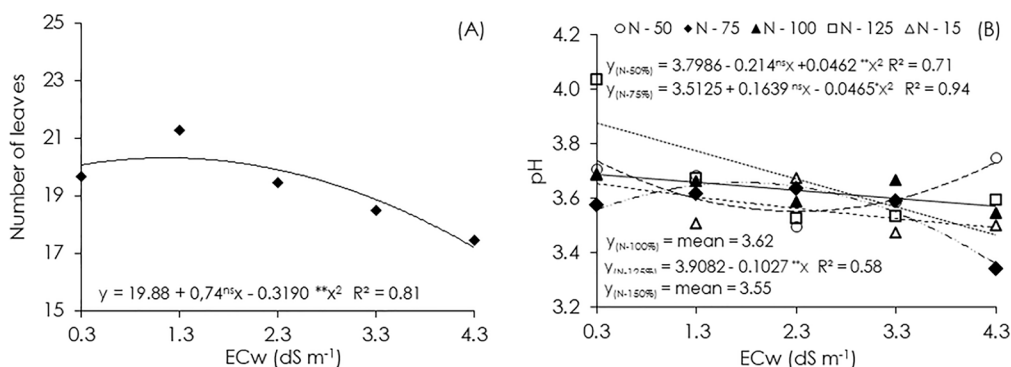 (A)
25
23
21
19
17
15
Number of leaves
y = 19.88 + 0,74ⁿˢx - 0.3190 **x² R² = 0.81
0.3 1.3 2.3 3.3 4.3
ECw (dS m⁻¹)
(B)
N - 50 N - 75 N - 100 N - 125 N - 15
4.2
4.0
3.8
3.6
3.4
3.2
pH
y(N-50%) = 3.7986 - 0.214ⁿˢx +0.0462 **x² R² = 0.71
y(N-75%) = 3.5125 + 0.1639 ⁿˢx - 0.0465*x² R² = 0.94
y(N-100%) = mean = 3.62
y(N-125%) = 3.9082 - 0.1027 **x R² = 0.58
y(N-150%) = mean = 3.55
0.3 1.3 2.3 3.3 4.3
ECw (dS m⁻¹)